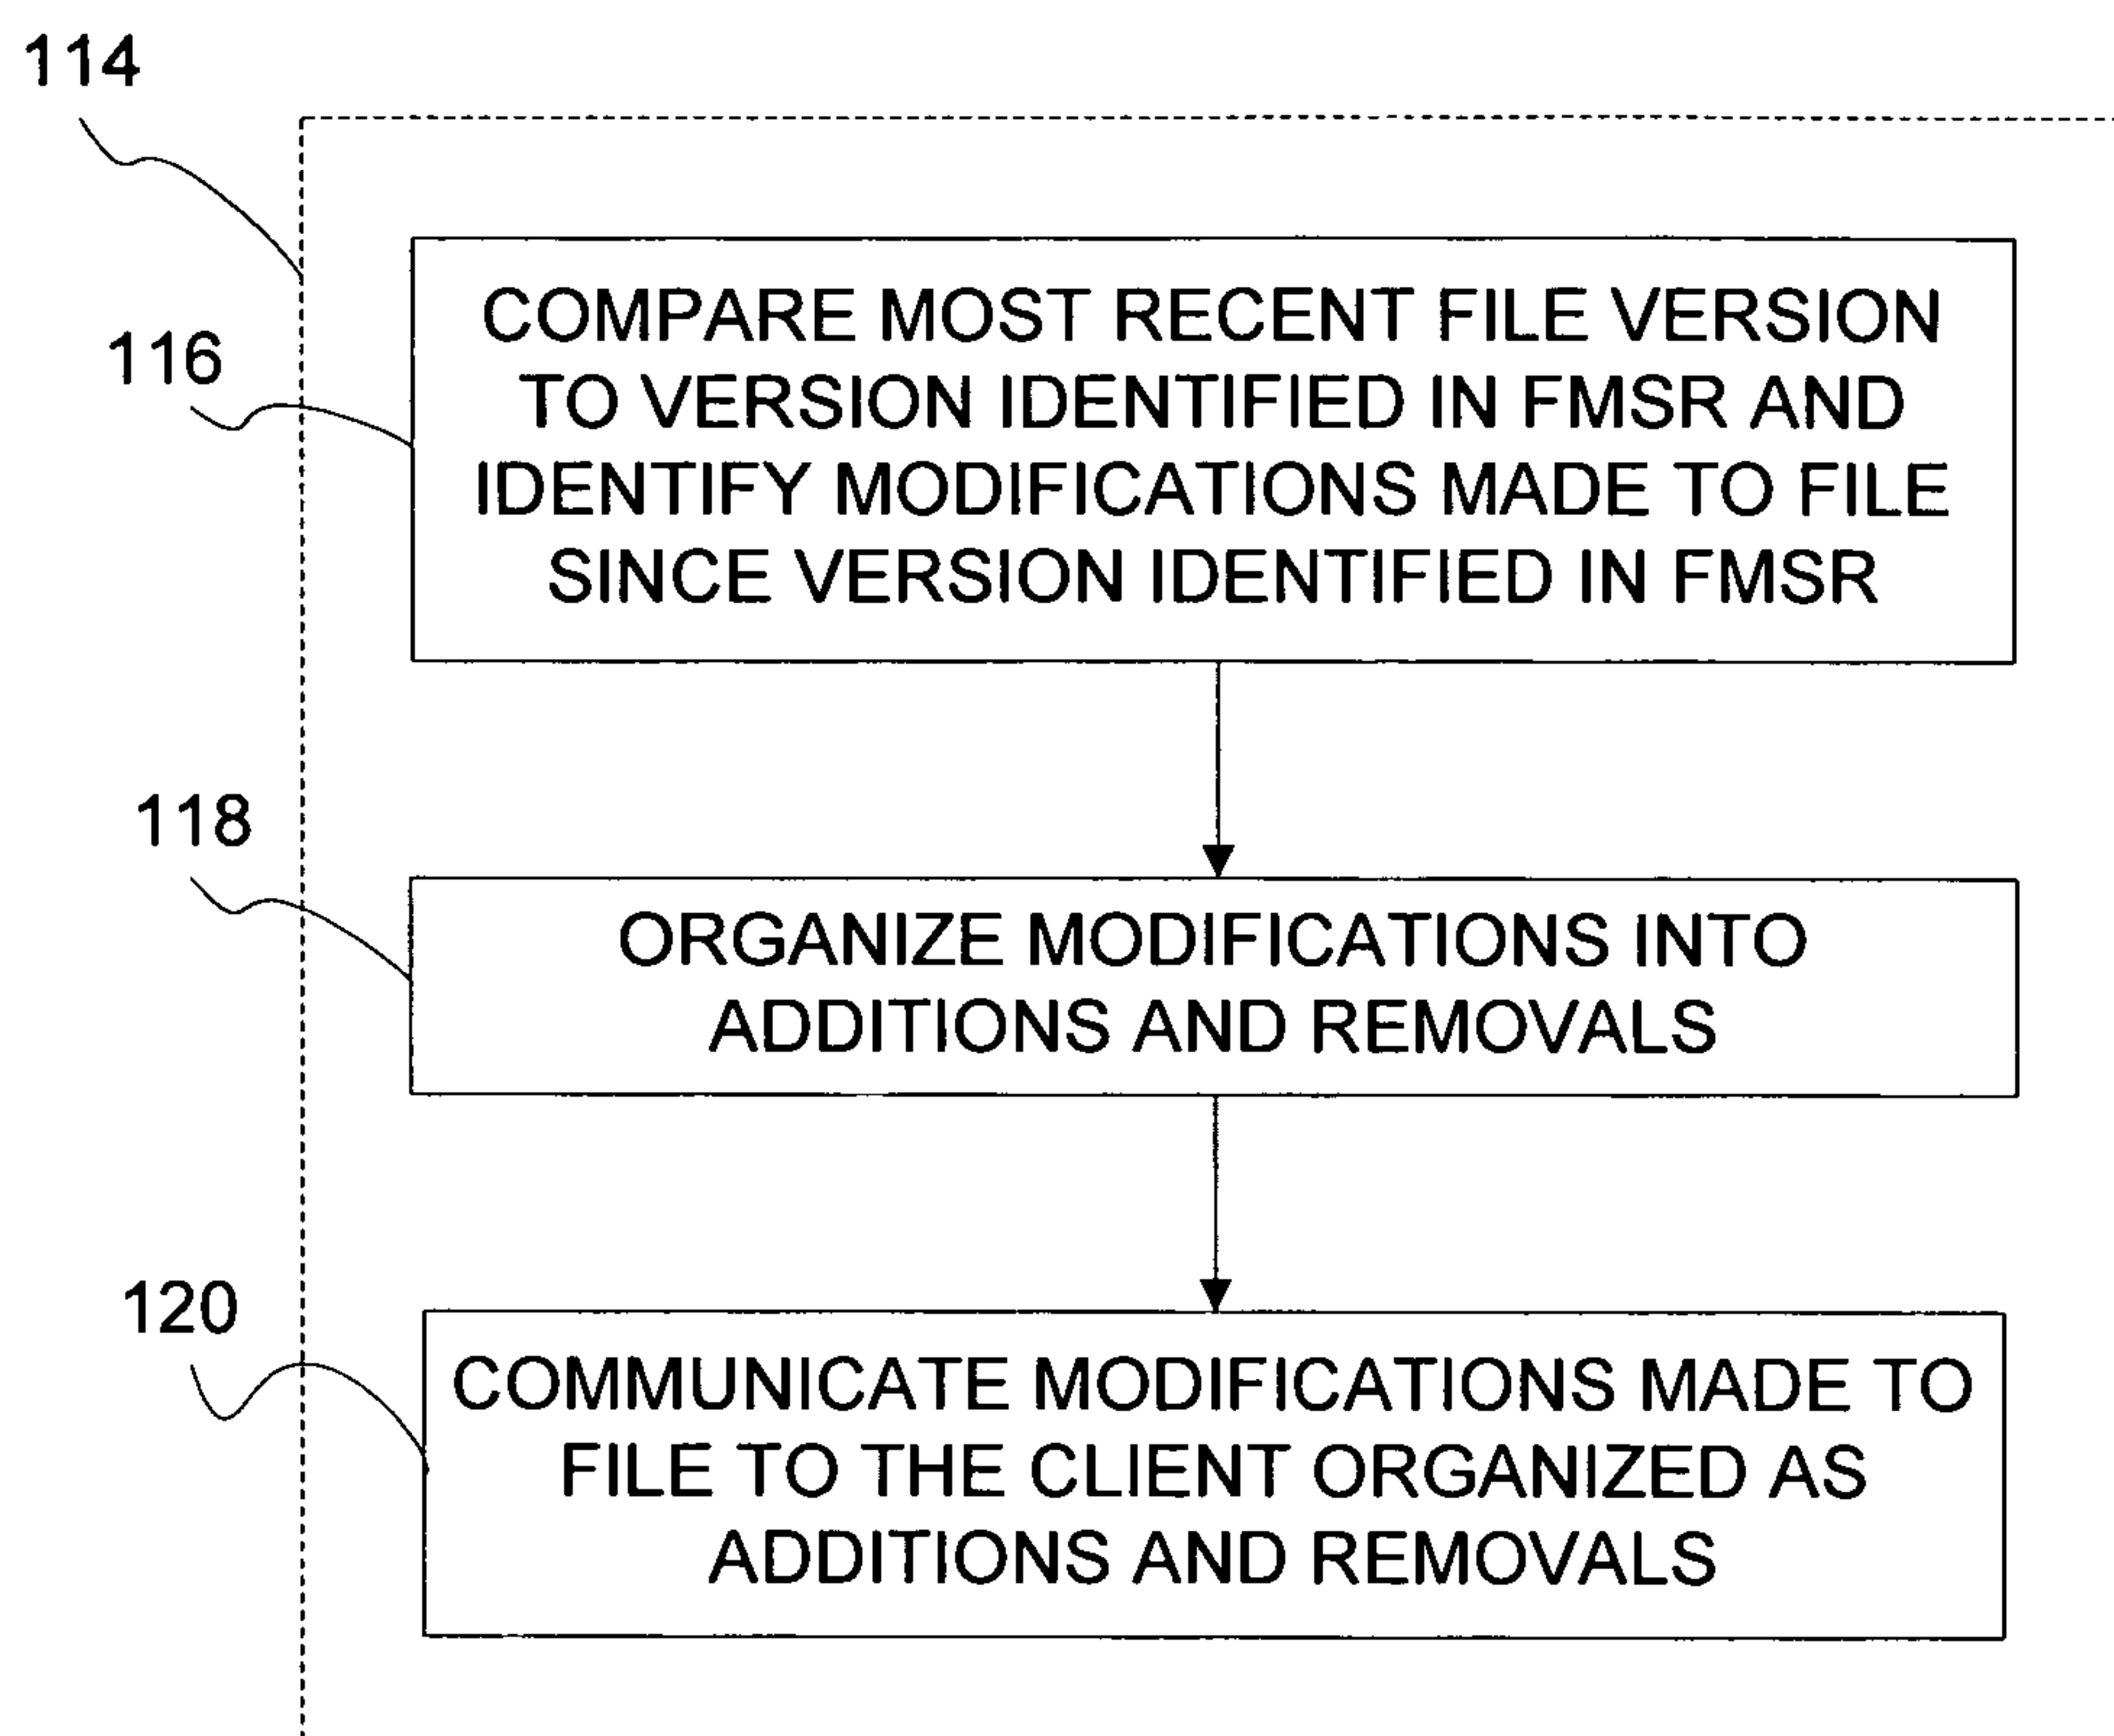 114
116
COMPARE MOST RECENT FILE VERSION
TO VERSION IDENTIFIED IN FMSR AND
IDENTIFY MODIFICATIONS MADE TO FILE
SINCE VERSION IDENTIFIED IN FMSR
118
ORGANIZE MODIFICATIONS INTO
ADDITIONS AND REMOVALS
120
COMMUNICATE MODIFICATIONS MADE TO
FILE TO THE CLIENT ORGANIZED AS
ADDITIONS AND REMOVALS